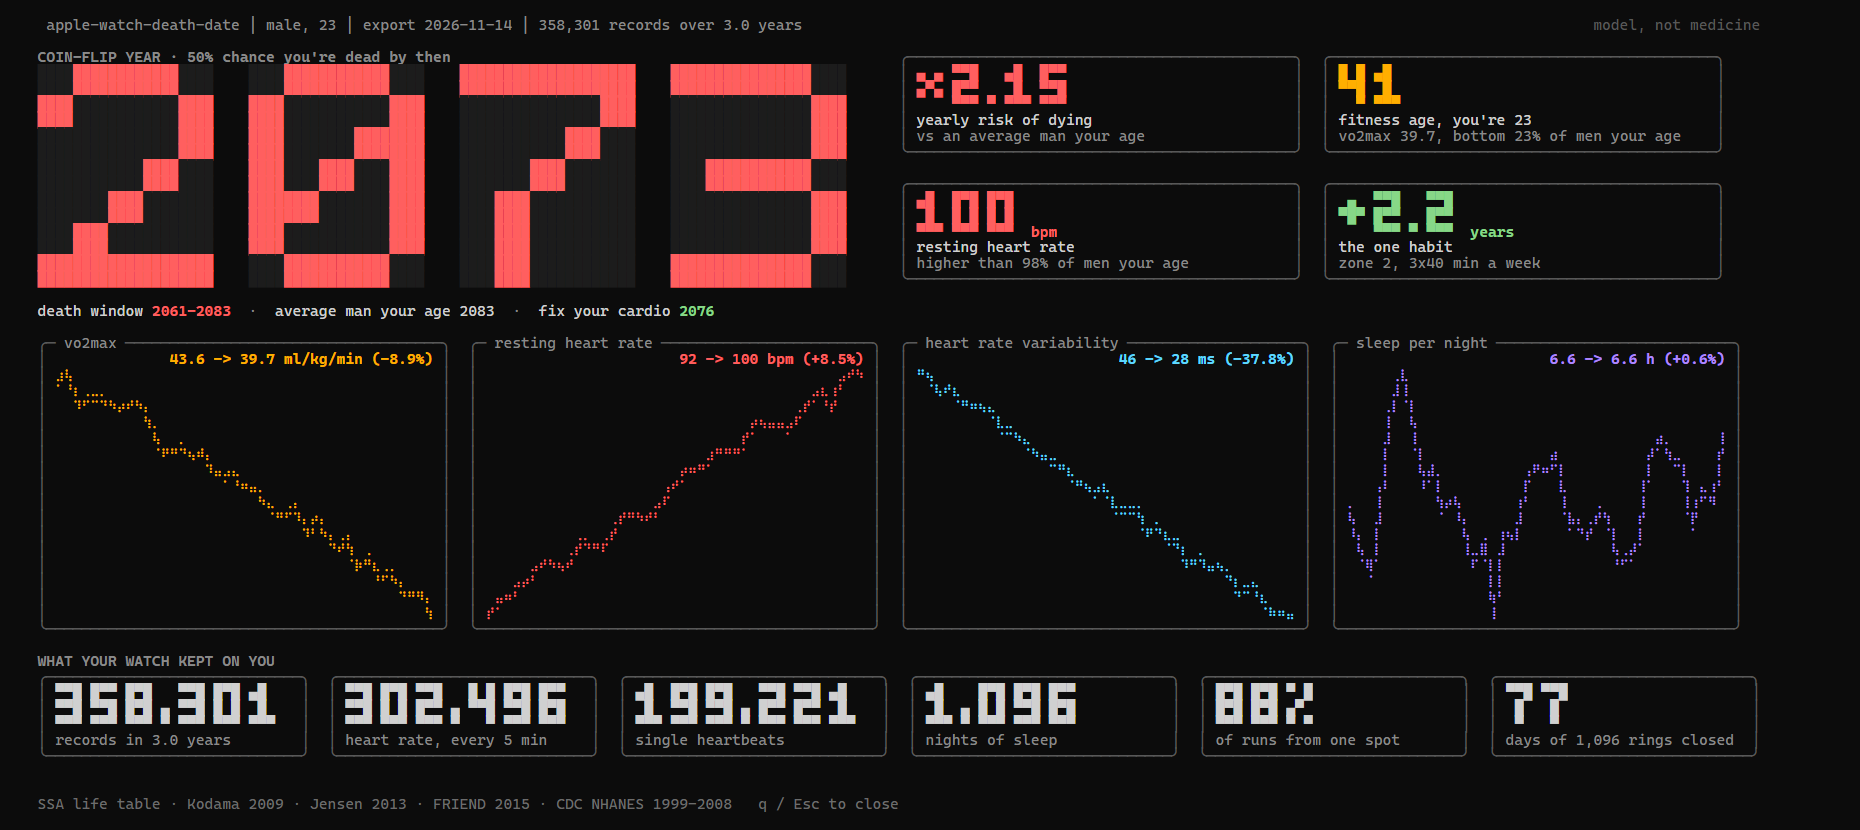 apple-watch-death-date │ male, 23 │ export 2026-11-14 │ 358,301 records over 3.0 years
model, not medicine
COIN-FLIP YEAR · 50% chance you're dead by then
2073
×2.15
yearly risk of dying
vs an average man your age
41
fitness age, you're 23
vo2max 39.7, bottom 23% of men your age
100 bpm
resting heart rate
higher than 98% of men your age
+2.2 years
the one habit
zone 2, 3x40 min a week
death window 2061-2083 · average man your age 2083 · fix your cardio 2076
vo2max
43.6 -> 39.7 ml/kg/min (-8.9%)
resting heart rate
92 -> 100 bpm (+8.5%)
heart rate variability
46 -> 28 ms (-37.8%)
sleep per night
6.6 -> 6.6 h (+0.6%)
WHAT YOUR WATCH KEPT ON YOU
358.301
records in 3.0 years
302.496
heart rate, every 5 min
199.221
single heartbeats
1.096
nights of sleep
88%
of runs from one spot
77
days of 1,096 rings closed
SSA life table · Kodama 2009 · Jensen 2013 · FRIEND 2015 · CDC NHANES 1999-2008 q / Esc to close